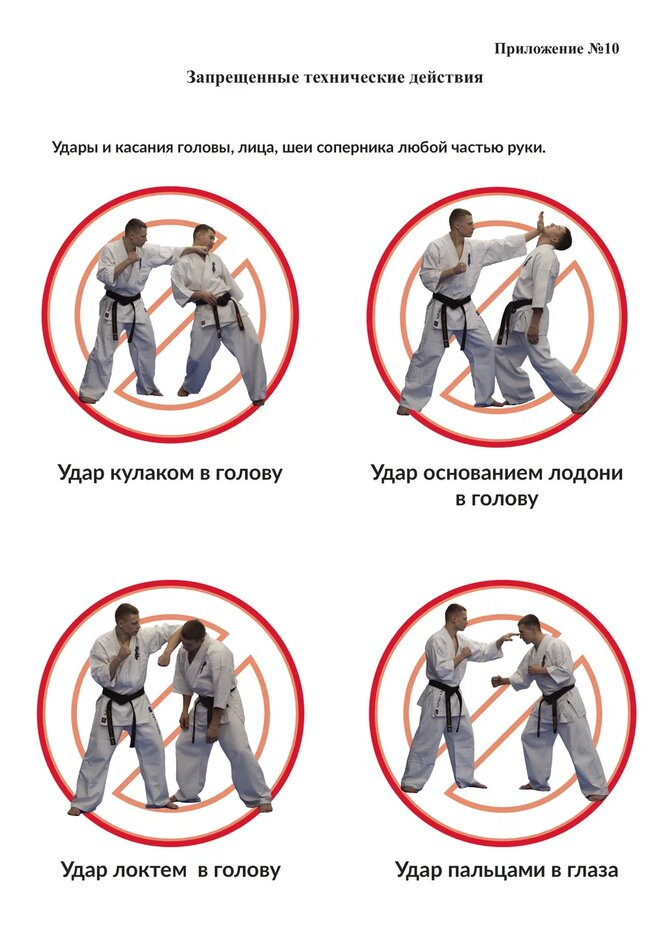 Приложение №10
Запрещенные технические действия
Удары и касания головы, лица, шеи соперника любой частью руки.
Удар кулаком в голову
Удар основанием лодони
в голову
Удар локтем в голову
Удар пальцами в глаза